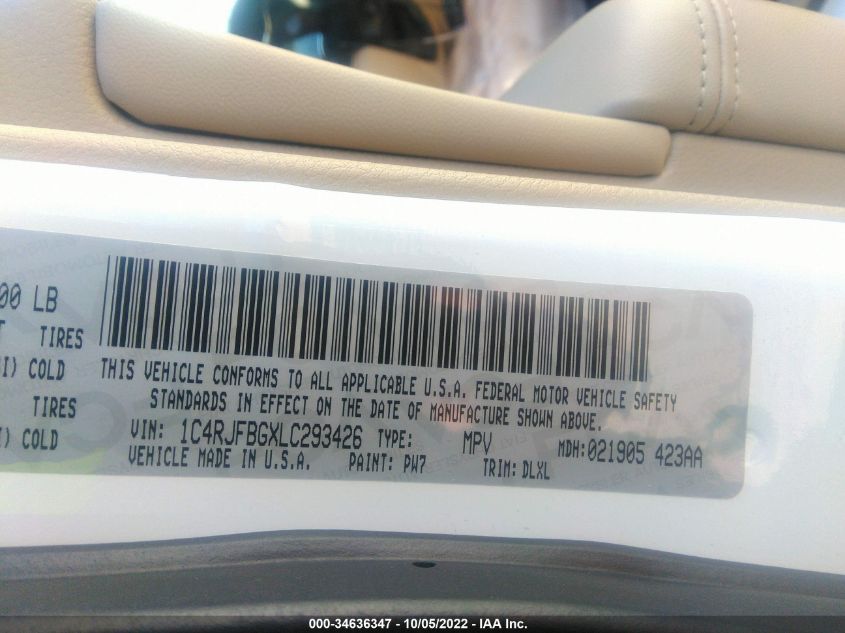 00 LB
TIRES
I) COLD
TIRES
I) COLD
THIS VEHICLE CONFORMS TO ALL APPLICABLE U.S.A. FEDERAL MOTOR VEHICLE SAFETY
STANDARDS IN EFFECT ON THE DATE OF MANUFACTURE SHOWN ABOVE.
VIN: 1C4RJFBGXLC293426 TYPE: MPV MDH:021905 423AA
VEHICLE MADE IN U.S.A. PAINT: PW7 TRIM: DLXL
000-34636347 - 10/05/2022 - IAA Inc.